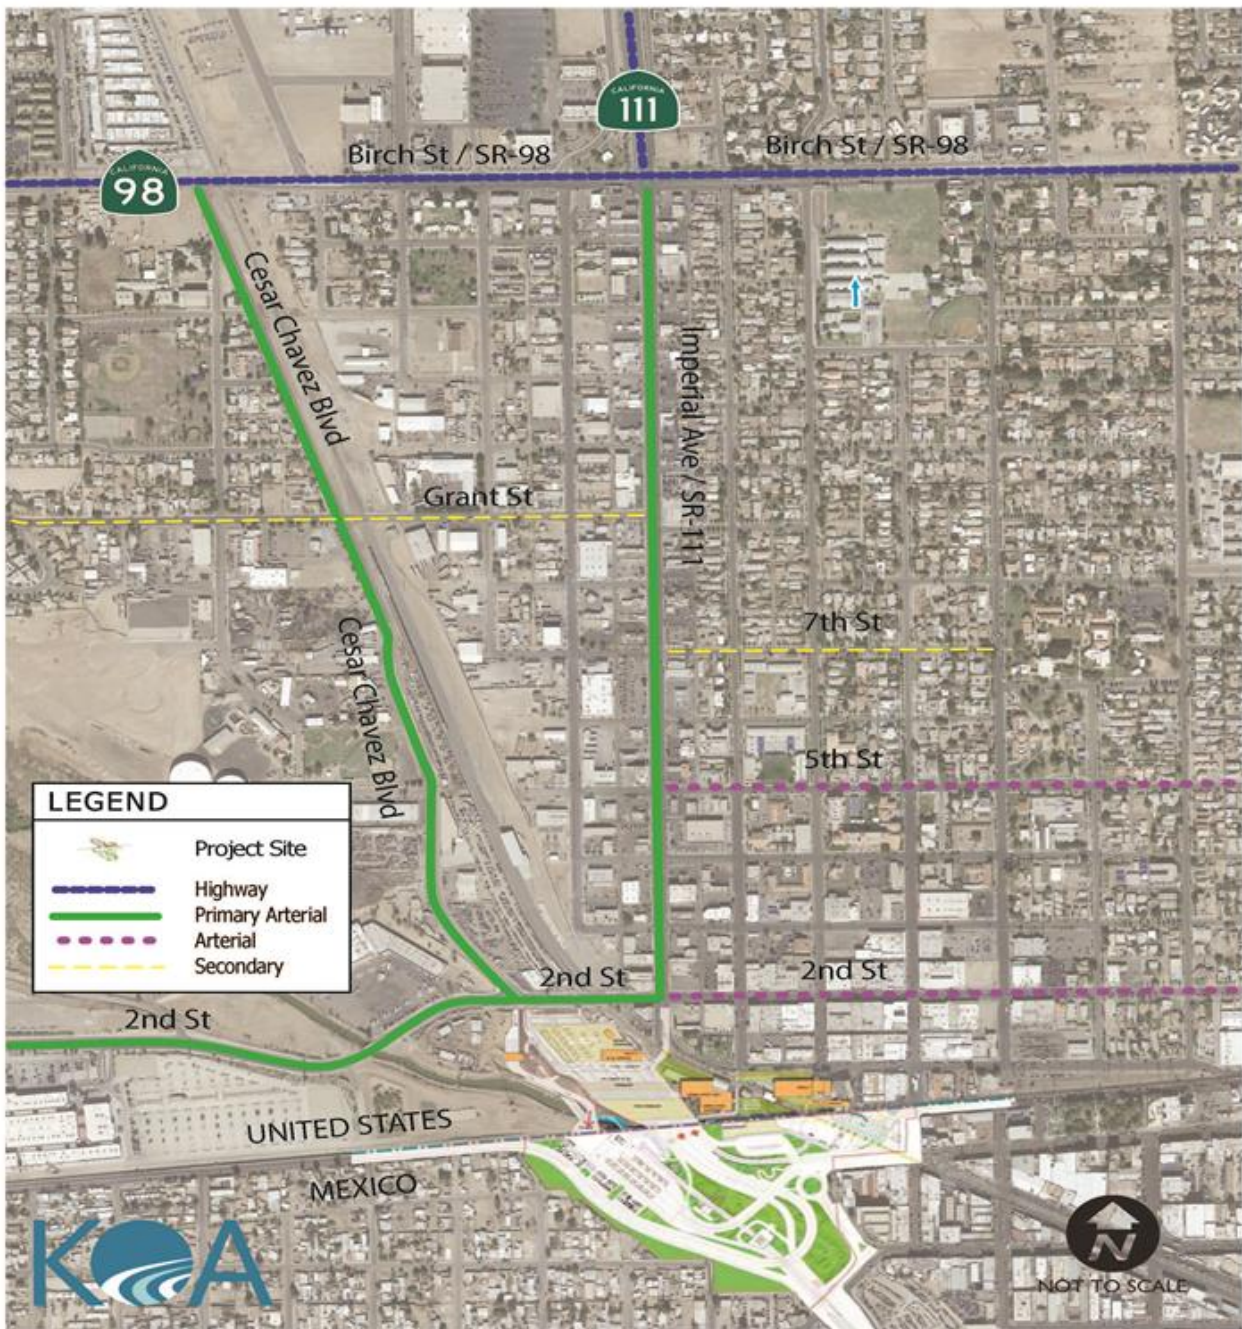 CALIFORNIA
111
Birch St / SR-98
Birch St / SR-98
CALIFORNIA
98
Cesar Chavez Blvd
Imperial Ave / SR-111
Grant St
7th St
Cesar Chavez Blvd
5th St
LEGEND
Project Site
Highway
Primary Arterial
Arterial
Secondary
2nd St
2nd St
2nd St
UNITED STATES
MEXICO
KOA
N
NOT TO SCALE